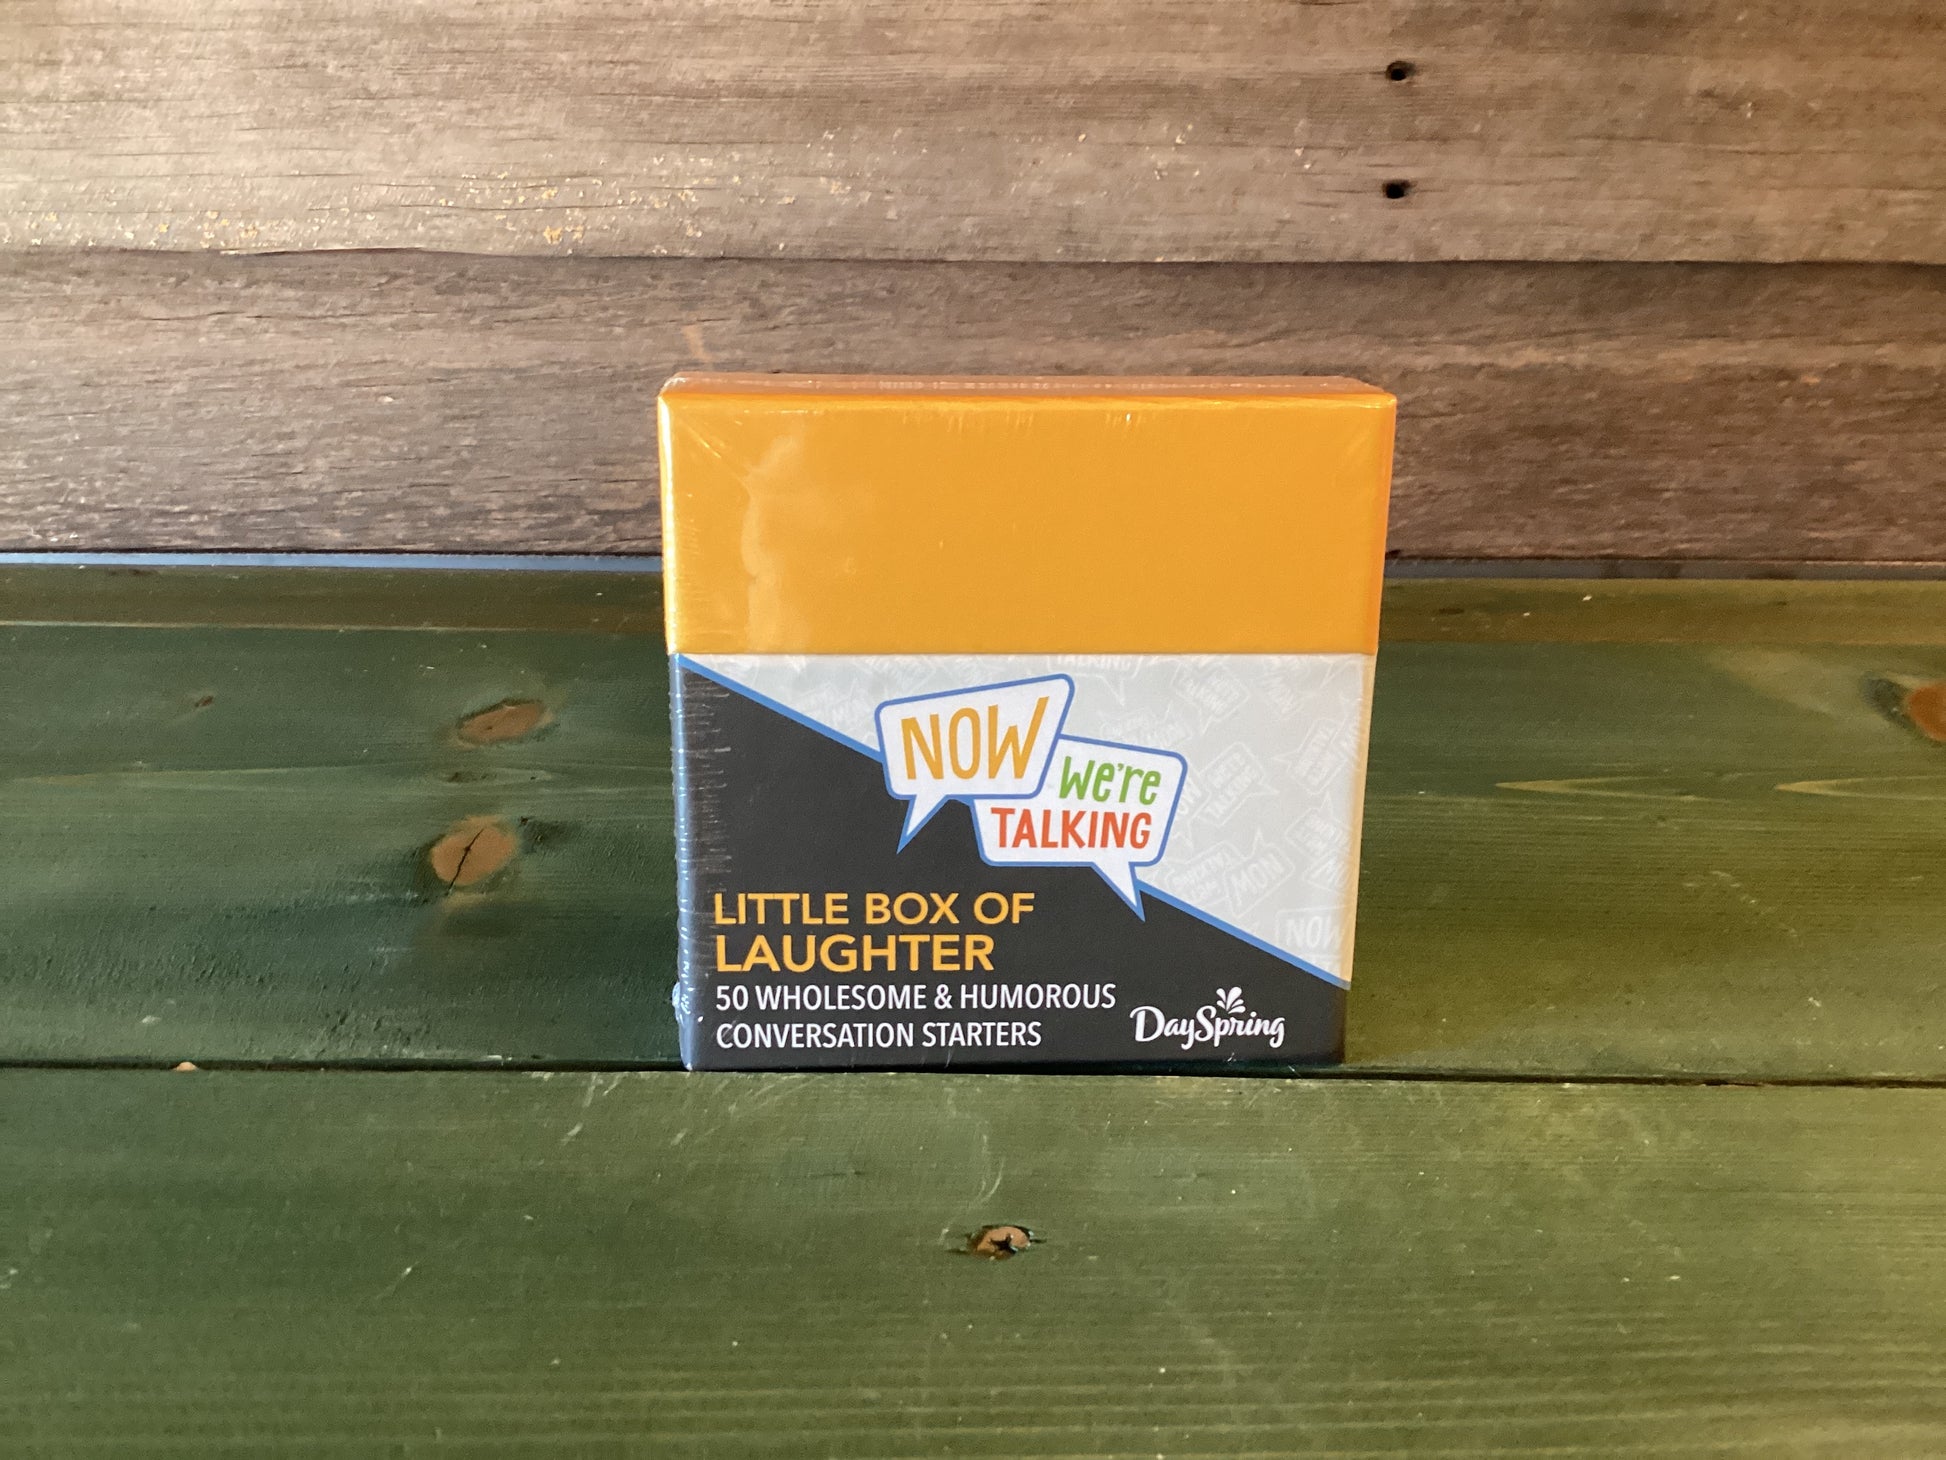 NOW
We're
TALKING
LITTLE BOX OF
LAUGHTER
50 WHOLESOME & HUMOROUS
CONVERSATION STARTERS
DaySpring